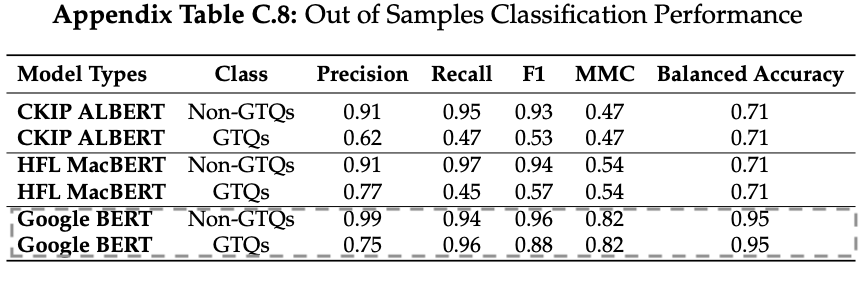 Appendix Table C.8: Out of Samples Classification Performance
Model Types Class Precision Recall F1 MMC Balanced Accuracy
CKIP ALBERT Non-GTQs 0.91 0.95 0.93 0.47 0.71
CKIP ALBERT GTQs 0.62 0.47 0.53 0.47 0.71
HFL MacBERT Non-GTQs 0.91 0.97 0.94 0.54 0.71
HFL MacBERT GTQs 0.77 0.45 0.57 0.54 0.71
Google BERT Non-GTQs 0.99 0.94 0.96 0.82 0.95
Google BERT GTQs 0.75 0.96 0.88 0.82 0.95